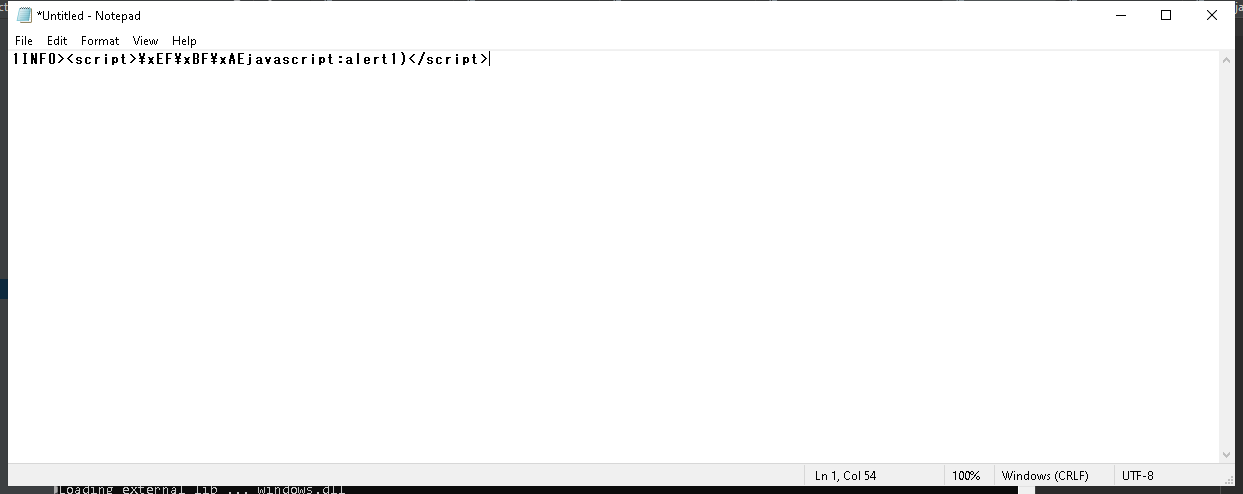 *Untitled - Notepad
File Edit Format View Help
1INFO><script>¥xEF¥xBF¥xAEjavascript:alert1)</script>
Ln 1, Col 54 100% Windows (CRLF) UTF-8
Loading external lib ... windows.dll